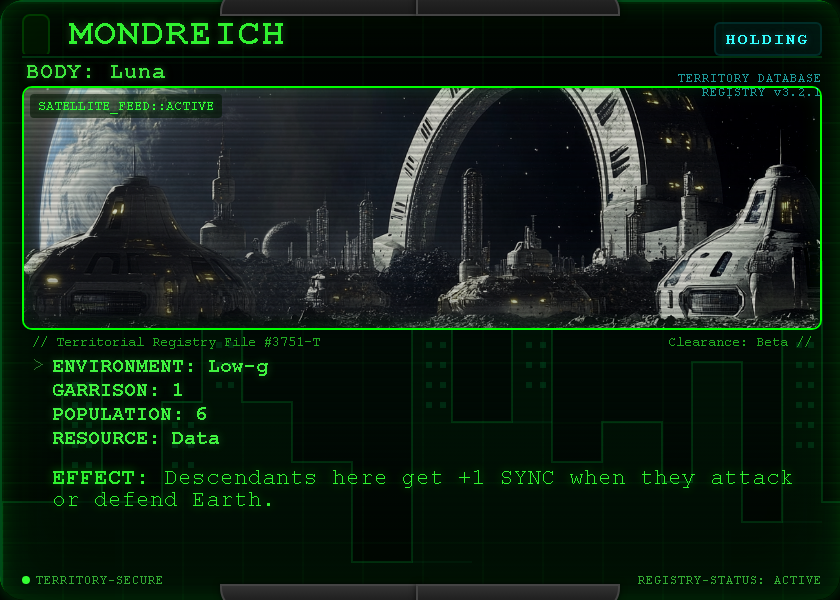 MONDREICH
HOLDING
BODY: Luna
TERRITORY DATABASE
REGISTRY v3.2.1
SATELLITE_FEED::ACTIVE
// Territorial Registry File #3751-T
Clearance: Beta //
> ENVIRONMENT: Low-g
GARRISON: 1
POPULATION: 6
RESOURCE: Data
EFFECT: Descendants here get +1 SYNC when they attack
or defend Earth.
TERRITORY-SECURE
REGISTRY-STATUS: ACTIVE